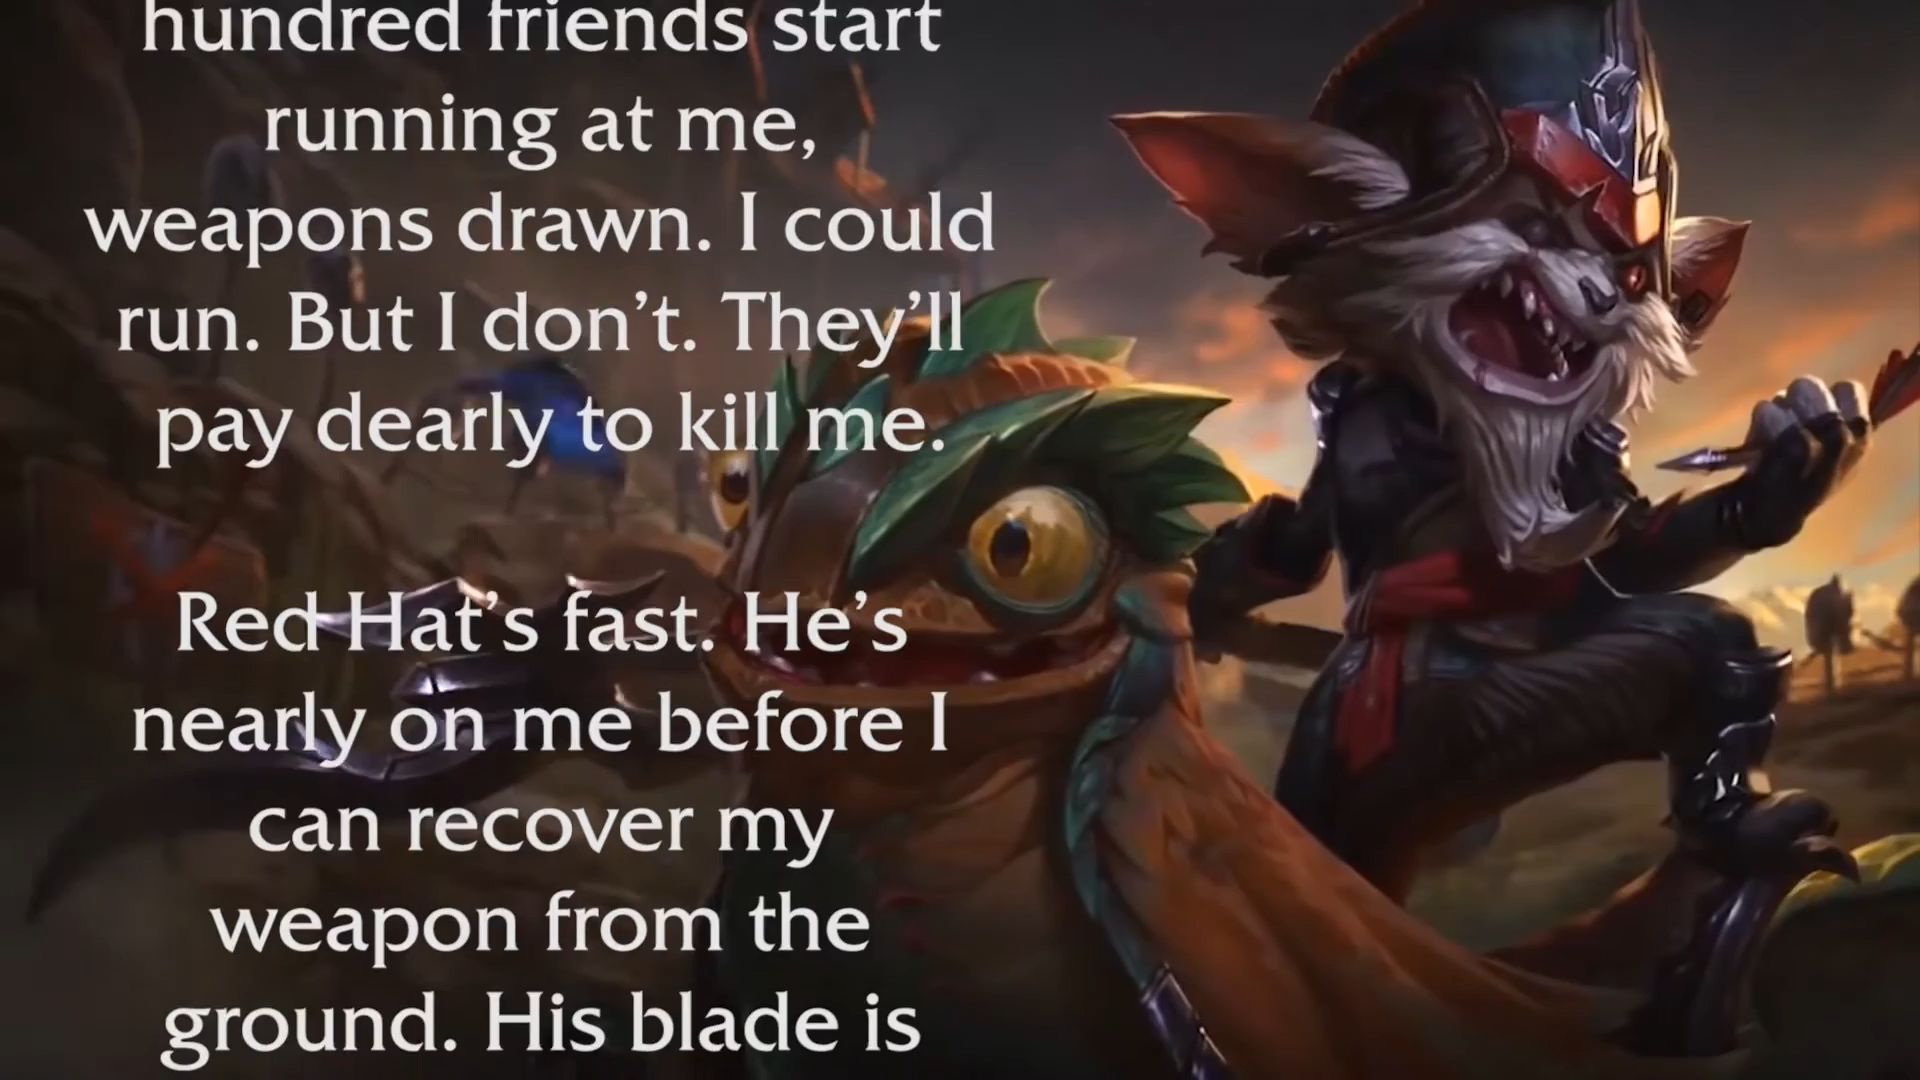 hundred friends start
running at me,
weapons drawn. I could
run. But I don’t. They’ll
pay dearly to kill me.
Red Hat’s fast. He’s
nearly on me before I
can recover my
weapon from the
ground. His blade is